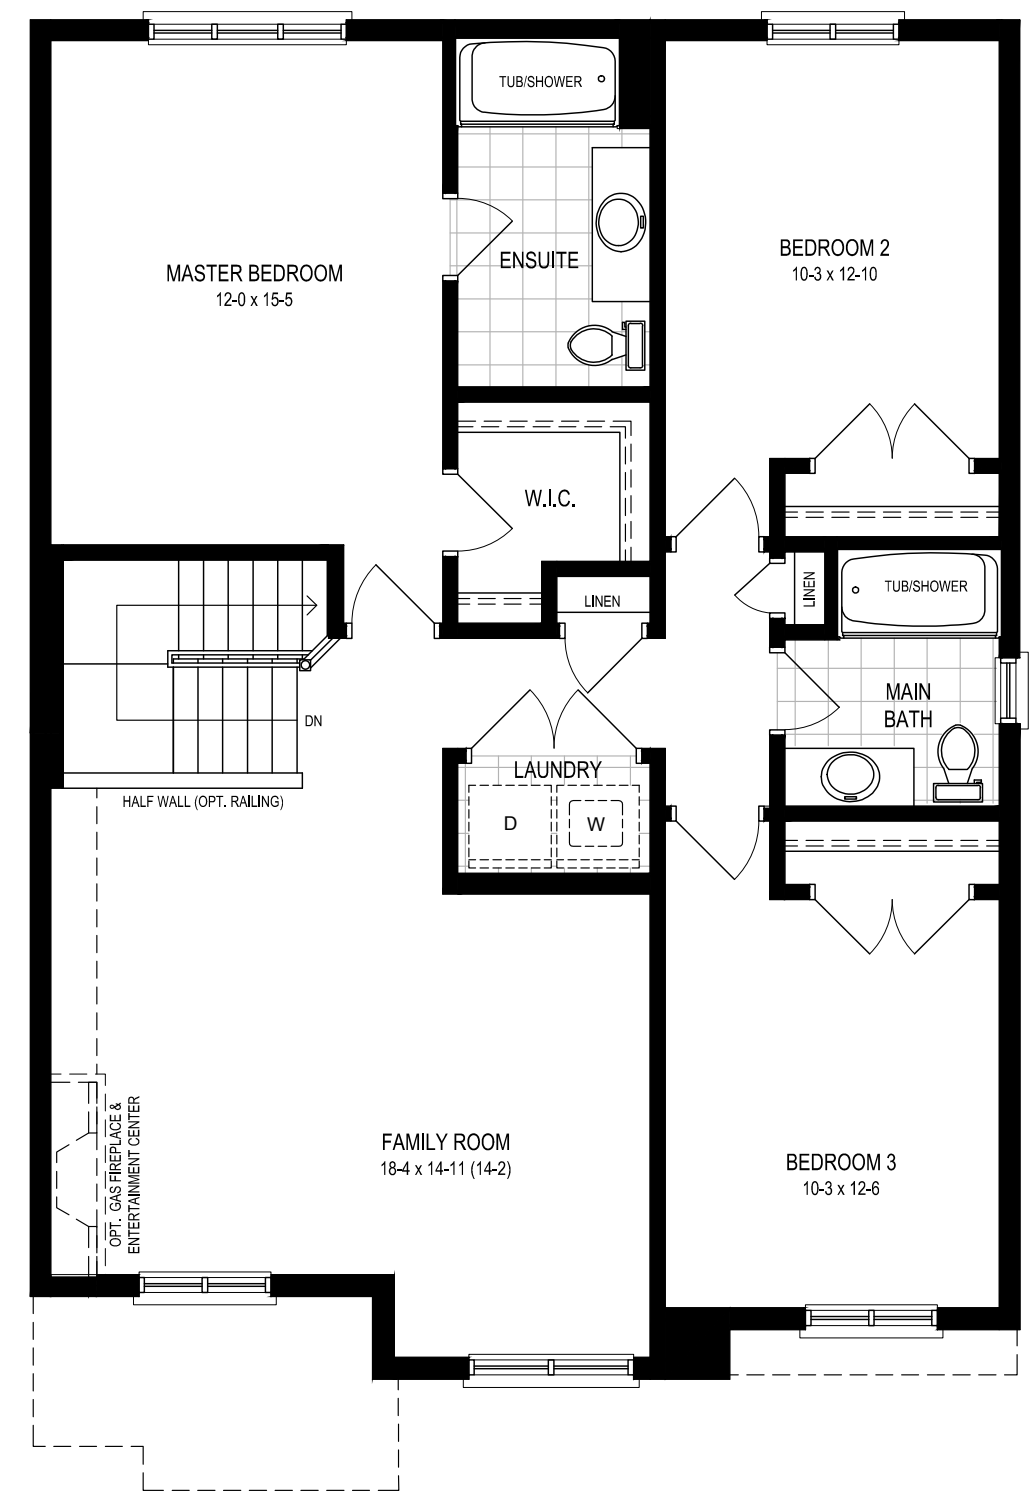 TUB/SHOWER
MASTER BEDROOM
12-0 x 15-5
ENSUITE
BEDROOM 2
10-3 x 12-10
W.I.C.
LINEN
LINEN
TUB/SHOWER
MAIN
BATH
DN
HALF WALL (OPT. RAILING)
LAUNDRY
D
W
OPT. GAS FIREPLACE &
ENTERTAINMENT CENTER
FAMILY ROOM
18-4 x 14-11 (14-2)
BEDROOM 3
10-3 x 12-6